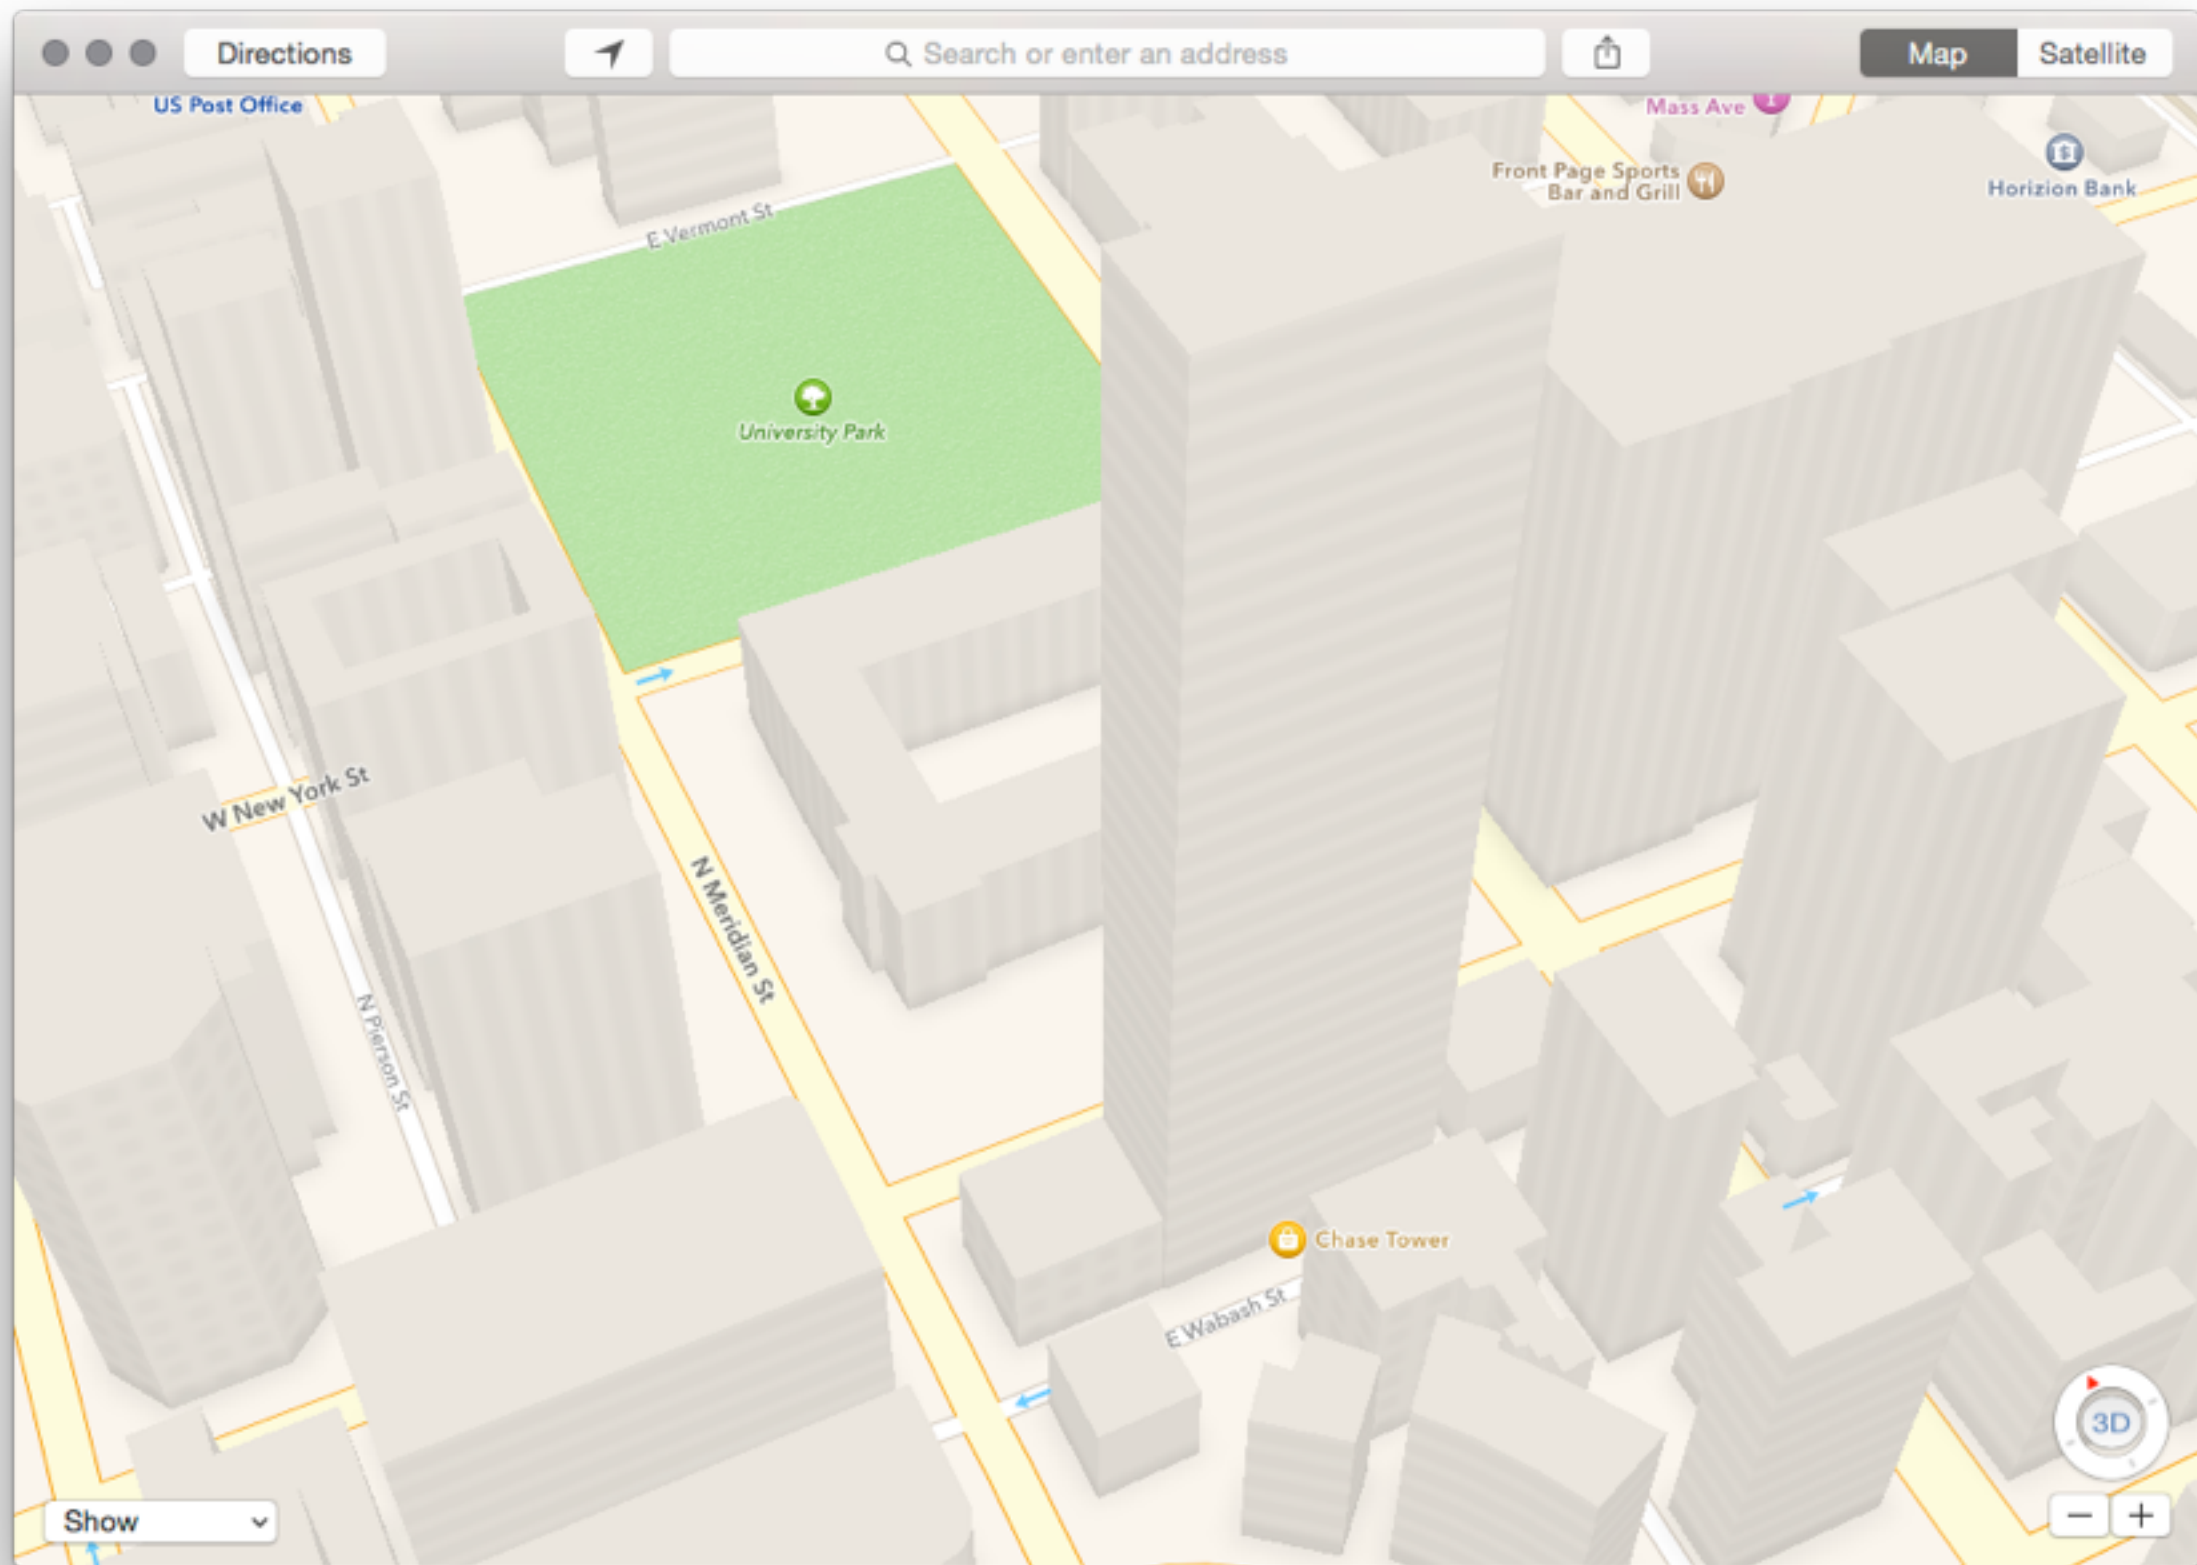 Directions
Search or enter an address
Map
Satellite
US Post Office
Mass Ave
Front Page Sports
Bar and Grill
Horizion Bank
E Vermont St
University Park
W New York St
N Meridian St
N Pierson St
Chase Tower
E Wabash St
3D
Show
− +